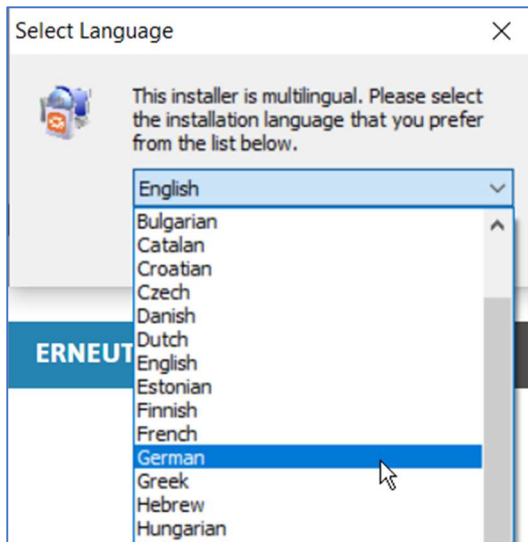 Select Language
This installer is multilingual. Please select
the installation language that you prefer
from the list below.
English
Bulgarian
Catalan
Croatian
Czech
Danish
Dutch
English
Estonian
Finnish
French
German
Greek
Hebrew
Hungarian
ERNEUT